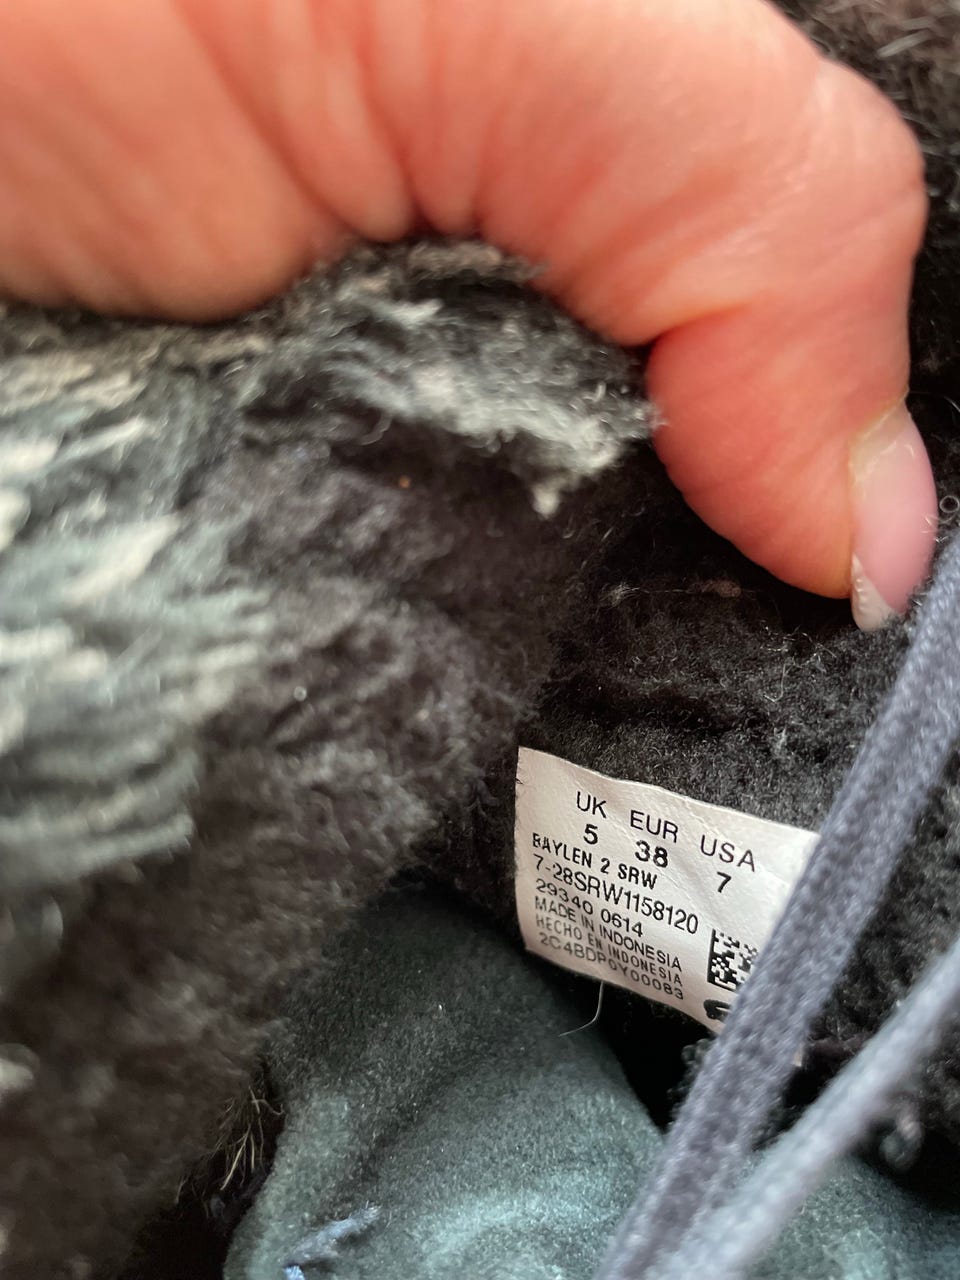 UK EUR USA
5 38 7
BAYLEN 2 SRW
7-28SRW1158120
29340 0614
MADE IN INDONESIA
HECHO EN INDONESIA
2C4BDP0Y00083